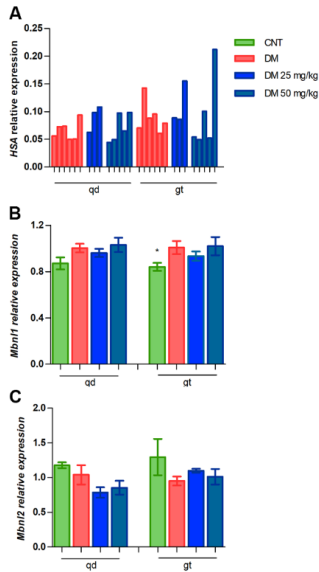 A
HSA relative expression
0.25
0.20
0.15
0.10
0.05
0.00
qd
gt
CNT
DM
DM 25 mg/kg
DM 50 mg/kg
B
Mbnl1 relative expression
1.2
0.8
0.4
0.0
*
qd
gt
C
Mbnl2 relative expression
2.0
1.5
1.0
0.5
0.0
qd
gt